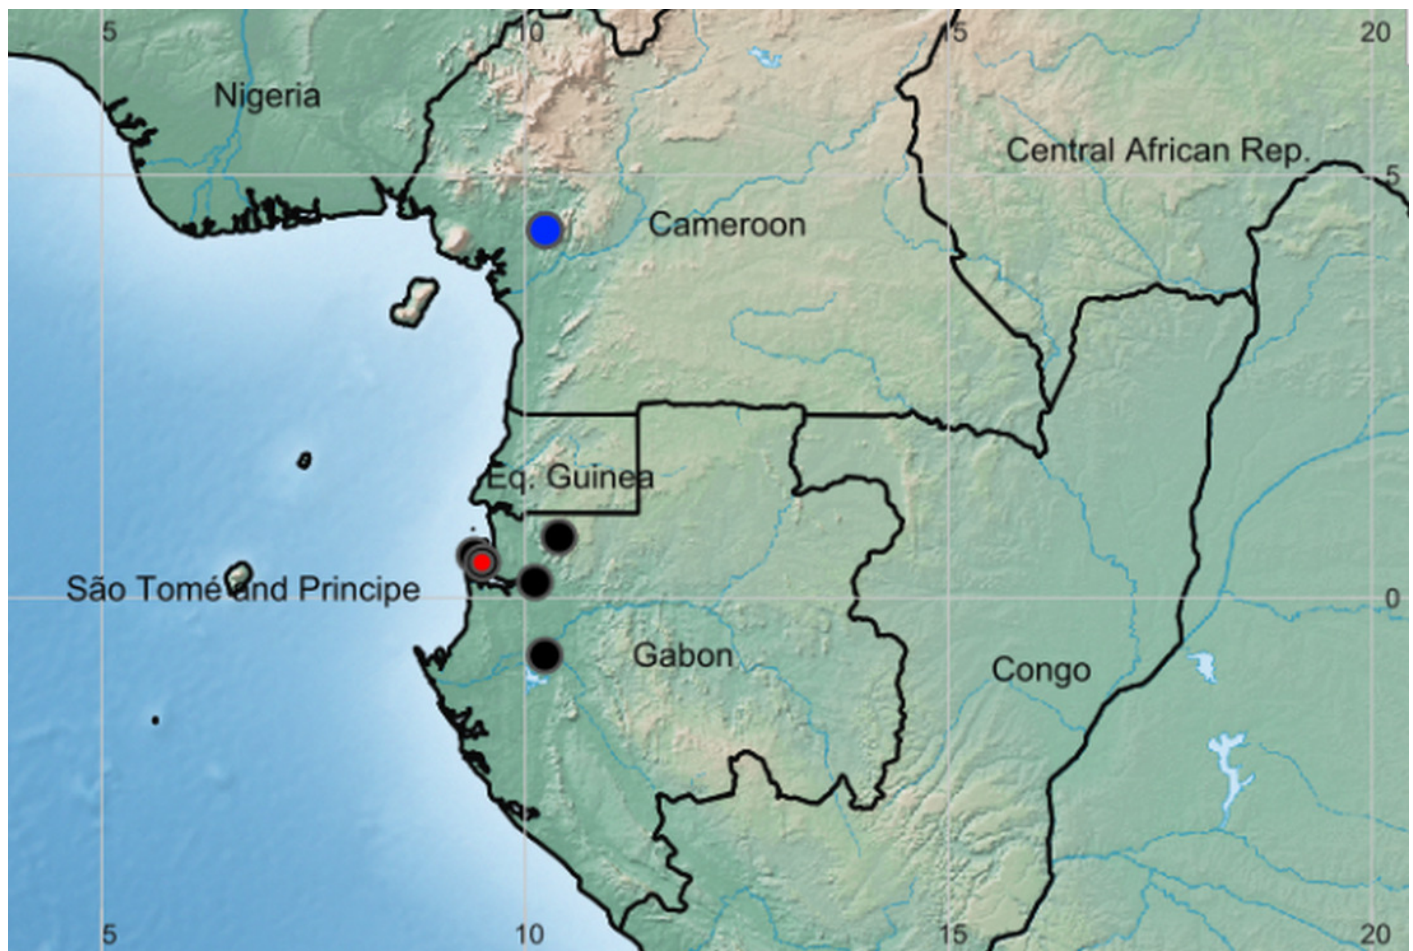 5 10 15 20
Nigeria
Central African Rep.
5
Cameroon
Eq. Guinea
São Tomé and Principe
0
Gabon
Congo
5 10 15